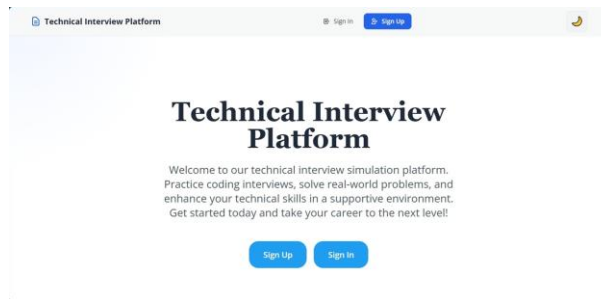 Technical Interview Platform
Sign In
Sign Up
Technical Interview
Platform
Welcome to our technical interview simulation platform.
Practice coding interviews, solve real-world problems, and
enhance your technical skills in a supportive environment.
Get started today and take your career to the next level!
Sign Up
Sign In